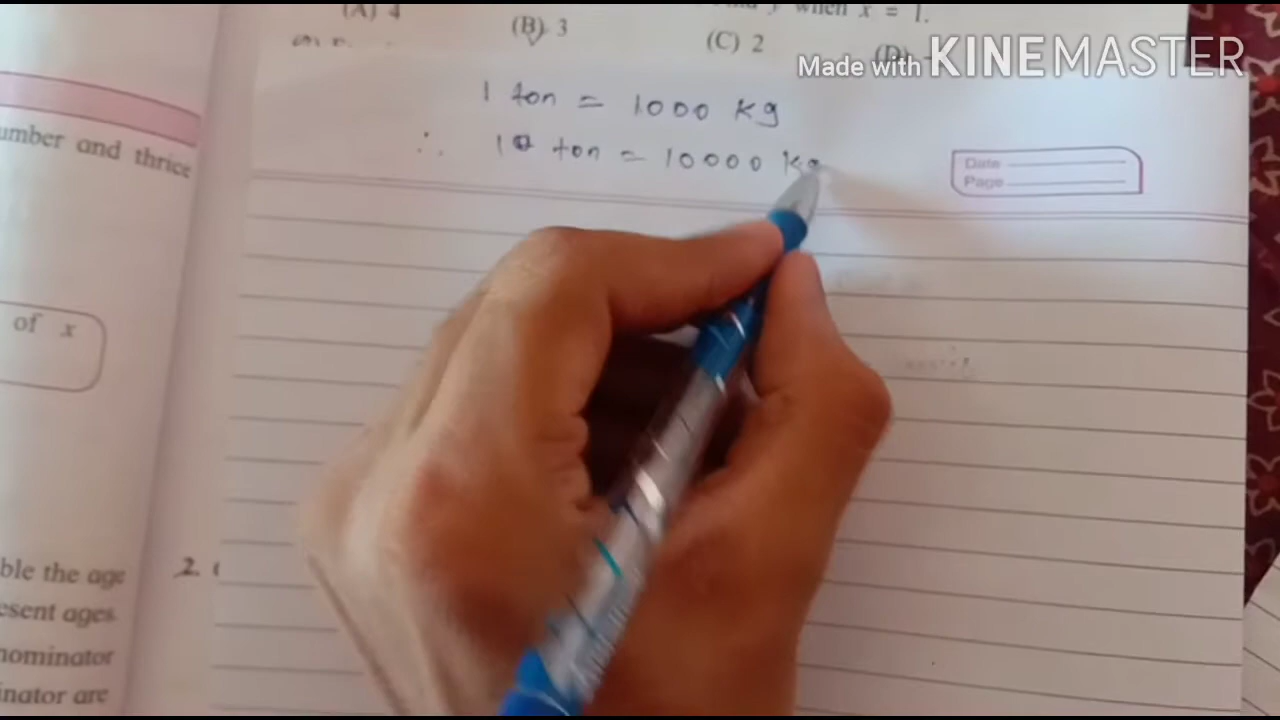 (A) 4
(B) 3
when x = 1.
(C) 2
Made with KINEMASTER
1 ton = 1000 kg
∴ 10 ton = 10000 kg
Date
Page
umber and thrice
of x
ble the age
esent ages
nominator
inator are
2.